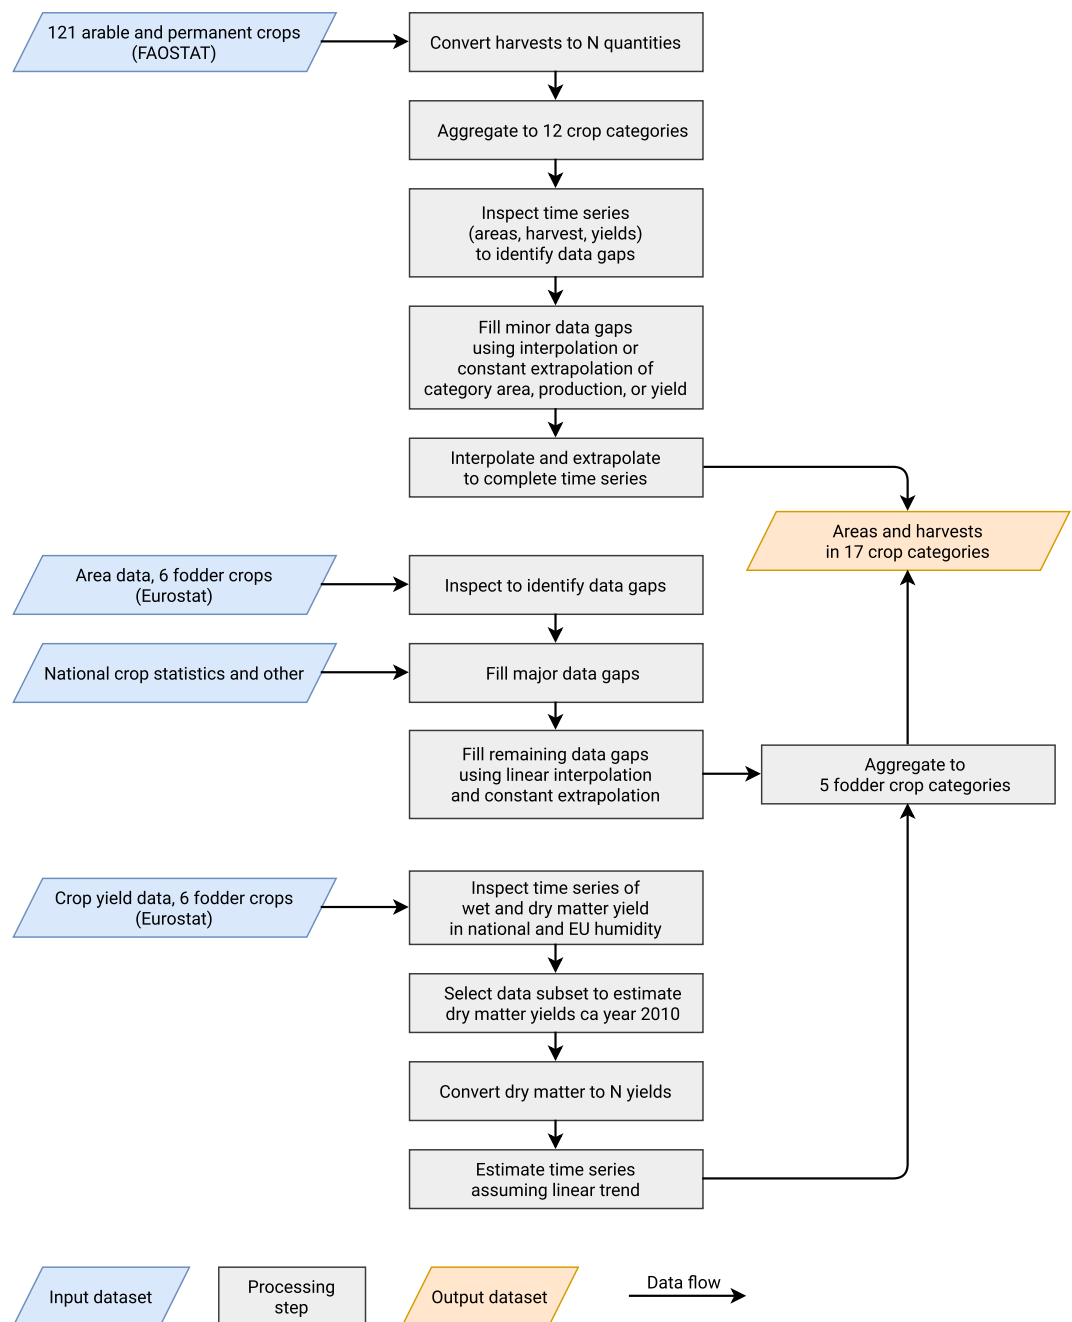 121 arable and permanent crops
(FAOSTAT)
Convert harvests to N quantities
Aggregate to 12 crop categories
Inspect time series
(areas, harvest, yields)
to identify data gaps
Fill minor data gaps
using interpolation or
constant extrapolation of
category area, production, or yield
Interpolate and extrapolate
to complete time series
Areas and harvests
in 17 crop categories
Area data, 6 fodder crops
(Eurostat)
Inspect to identify data gaps
National crop statistics and other
Fill major data gaps
Fill remaining data gaps
using linear interpolation
and constant extrapolation
Aggregate to
5 fodder crop categories
Crop yield data, 6 fodder crops
(Eurostat)
Inspect time series of
wet and dry matter yield
in national and EU humidity
Select data subset to estimate
dry matter yields ca year 2010
Convert dry matter to N yields
Estimate time series
assuming linear trend
Input dataset
Processing
step
Output dataset
Data flow